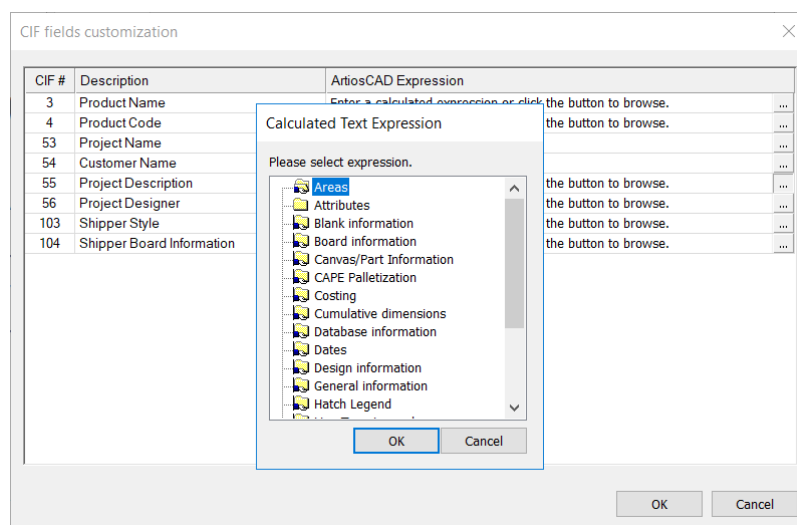 CIF fields customization
CIF # Description ArtiosCAD Expression
3 Product Name Enter a calculated expression or click the button to browse. ...
4 Product Code the button to browse. ...
53 Project Name ...
54 Customer Name ...
55 Project Description the button to browse. ...
56 Project Designer the button to browse. ...
103 Shipper Style the button to browse. ...
104 Shipper Board Information the button to browse. ...
Calculated Text Expression
Please select expression.
Areas
Attributes
Blank information
Board information
Canvas/Part Information
CAPE Palletization
Costing
Cumulative dimensions
Database information
Dates
Design information
General information
Hatch Legend
OK Cancel
OK Cancel